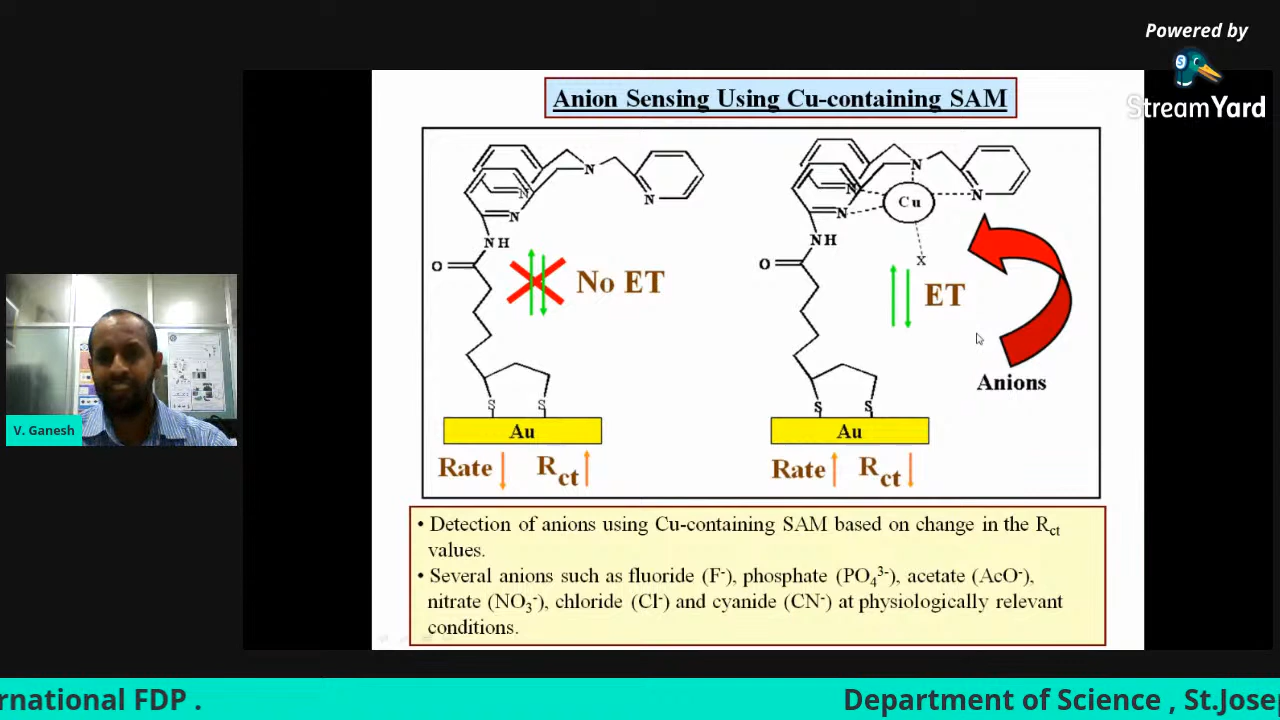 Powered by
StreamYard
Anion Sensing Using Cu-containing SAM
N
N
N
N
N H
O
No ET
S S
Au
Rate Rct
N
N
N
N
Cu
X
NH
O
ET
Anions
S S
Au
Rate Rct
• Detection of anions using Cu-containing SAM based on change in the Rct
values.
• Several anions such as fluoride (F-), phosphate (PO43-), acetate (AcO-),
nitrate (NO3-), chloride (Cl-) and cyanide (CN-) at physiologically relevant
conditions.
V. Ganesh
rnational FDP .
Department of Science , St.Josep